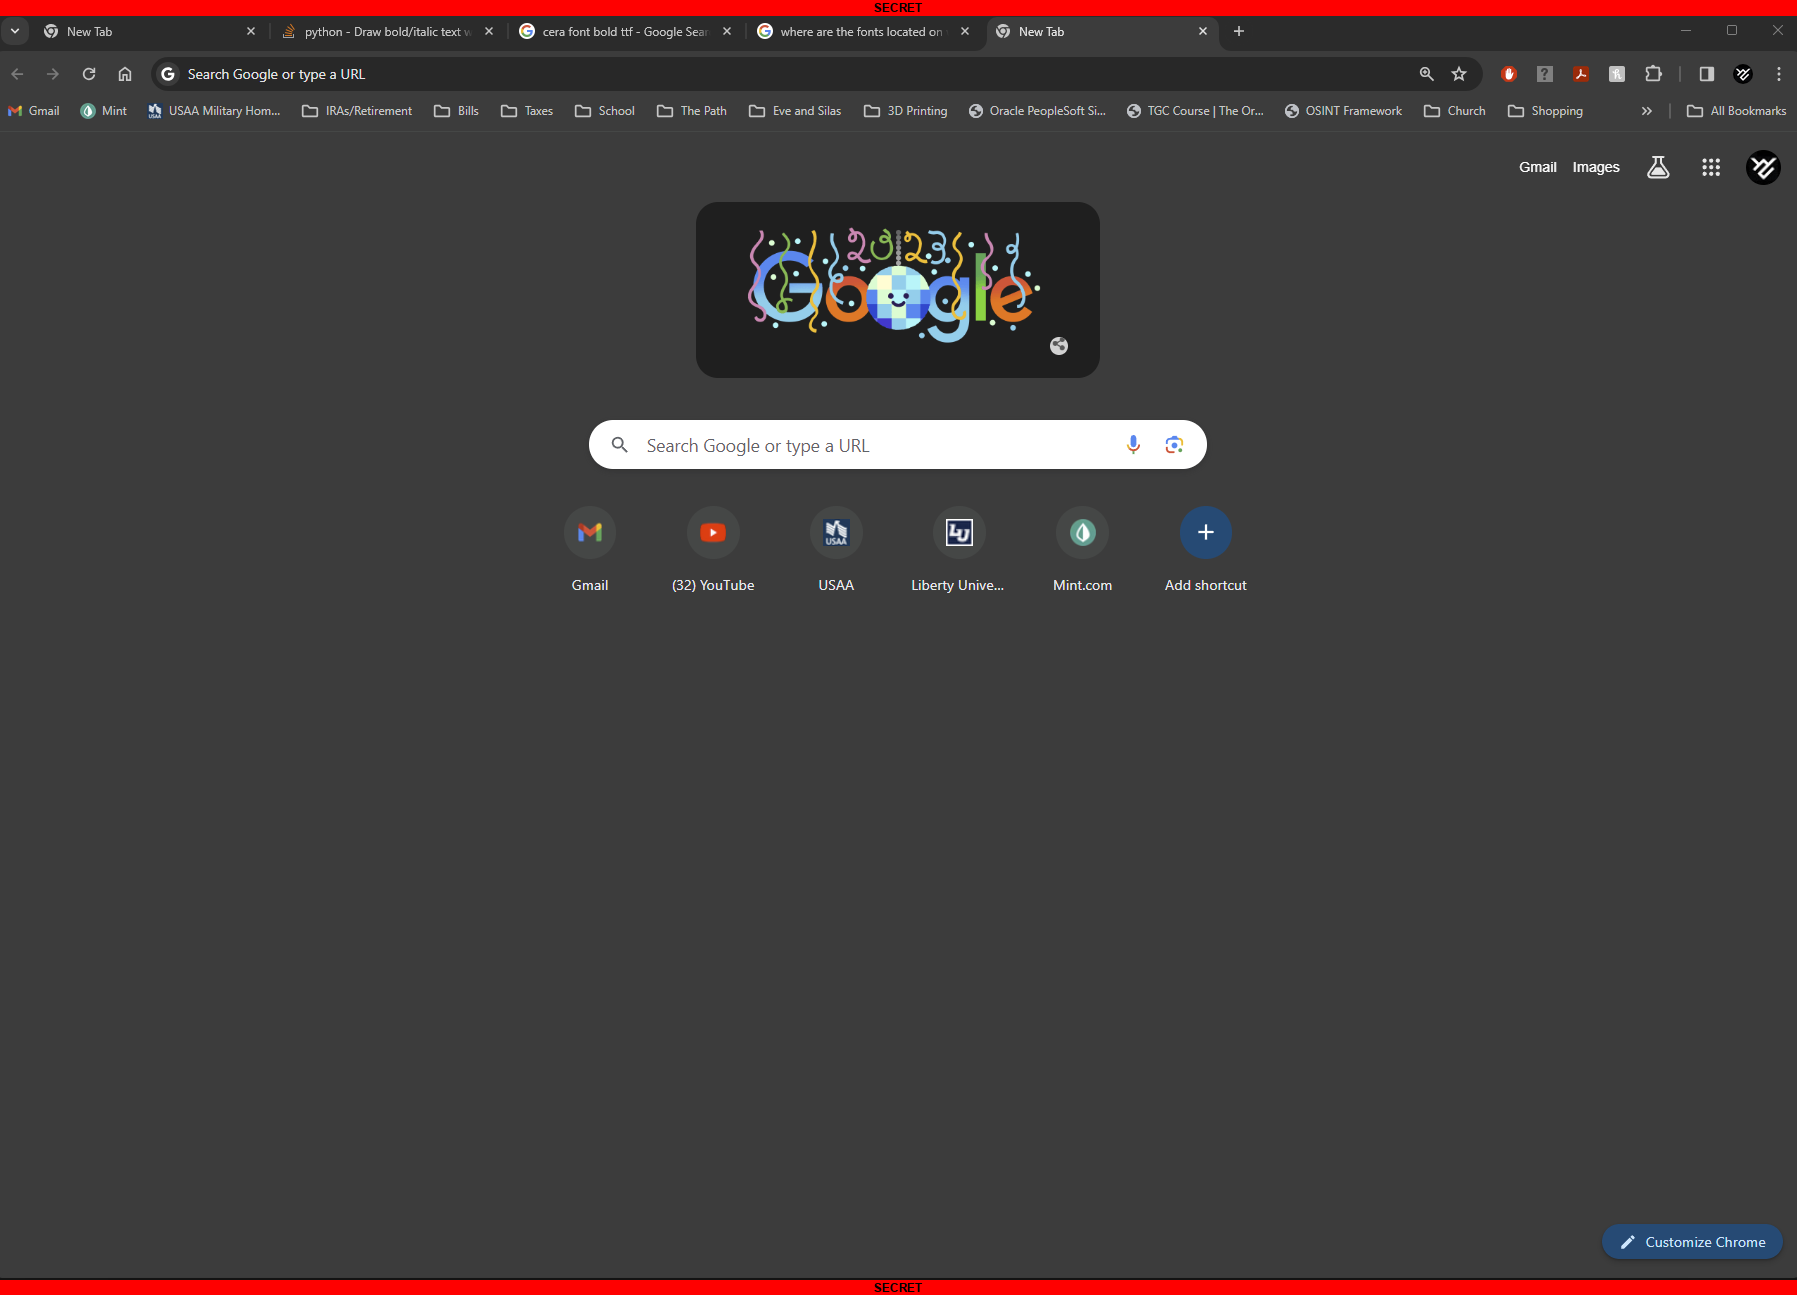 SECRET
New Tab
python - Draw bold/italic text w
cera font bold ttf - Google Sear
where are the fonts located on
New Tab
Search Google or type a URL
Gmail
Mint
USAA Military Hom...
IRAs/Retirement
Bills
Taxes
School
The Path
Eve and Silas
3D Printing
Oracle PeopleSoft Si...
TGC Course | The Or...
OSINT Framework
Church
Shopping
All Bookmarks
Gmail
Images
2023
Google
Search Google or type a URL
USAA
LU
Gmail
(32) YouTube
USAA
Liberty Unive...
Mint.com
Add shortcut
Customize Chrome
SECRET